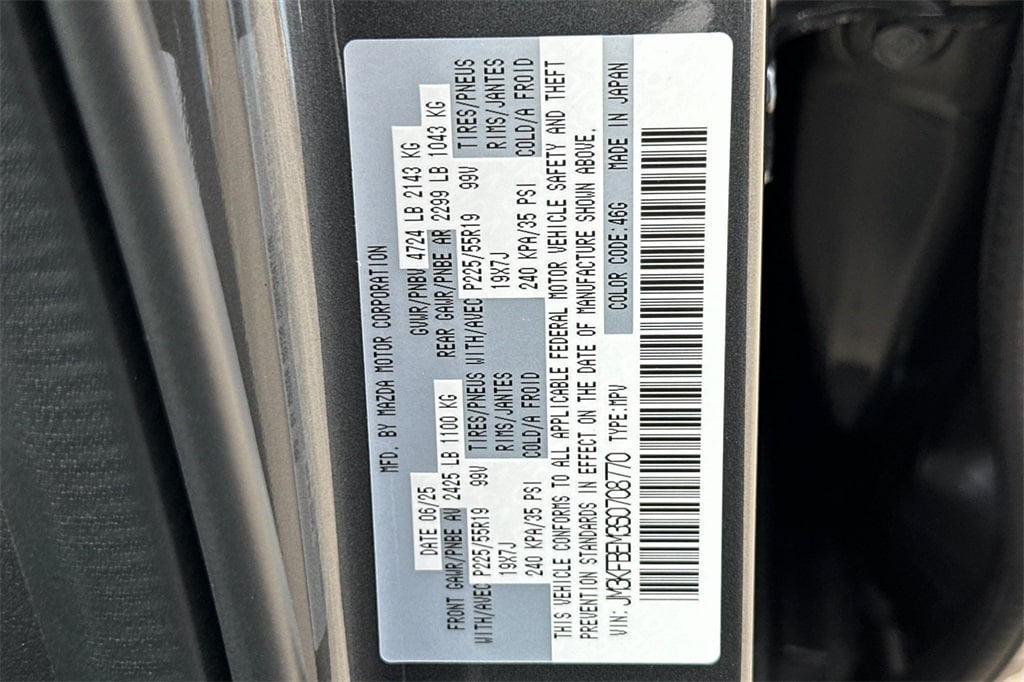 MFD. BY MAZDA MOTOR CORPORATION
DATE 06/25 GVWR/PNBV 4724 LB 2143 KG
FRONT GAWR/PNBE AV 2425 LB 1100 KG REAR GAWR/PNBE AR 2299 LB 1043 KG
WITH/AVEC P225/55R19 99V TIRES/PNEUS WITH/AVEC P225/55R19 99V TIRES/PNEUS
19X7J RIMS/JANTES 19X7J RIMS/JANTES
240 KPA/35 PSI COLD/A FROID 240 KPA/35 PSI COLD/A FROID
THIS VEHICLE CONFORMS TO ALL APPLICABLE FEDERAL MOTOR VEHICLE SAFETY AND THEFT
PREVENTION STANDARDS IN EFFECT ON THE DATE OF MANUFACTURE SHOWN ABOVE.
VIN: JM3KFBEM3S0708770 TYPE:MPV COLOR CODE:46G MADE IN JAPAN